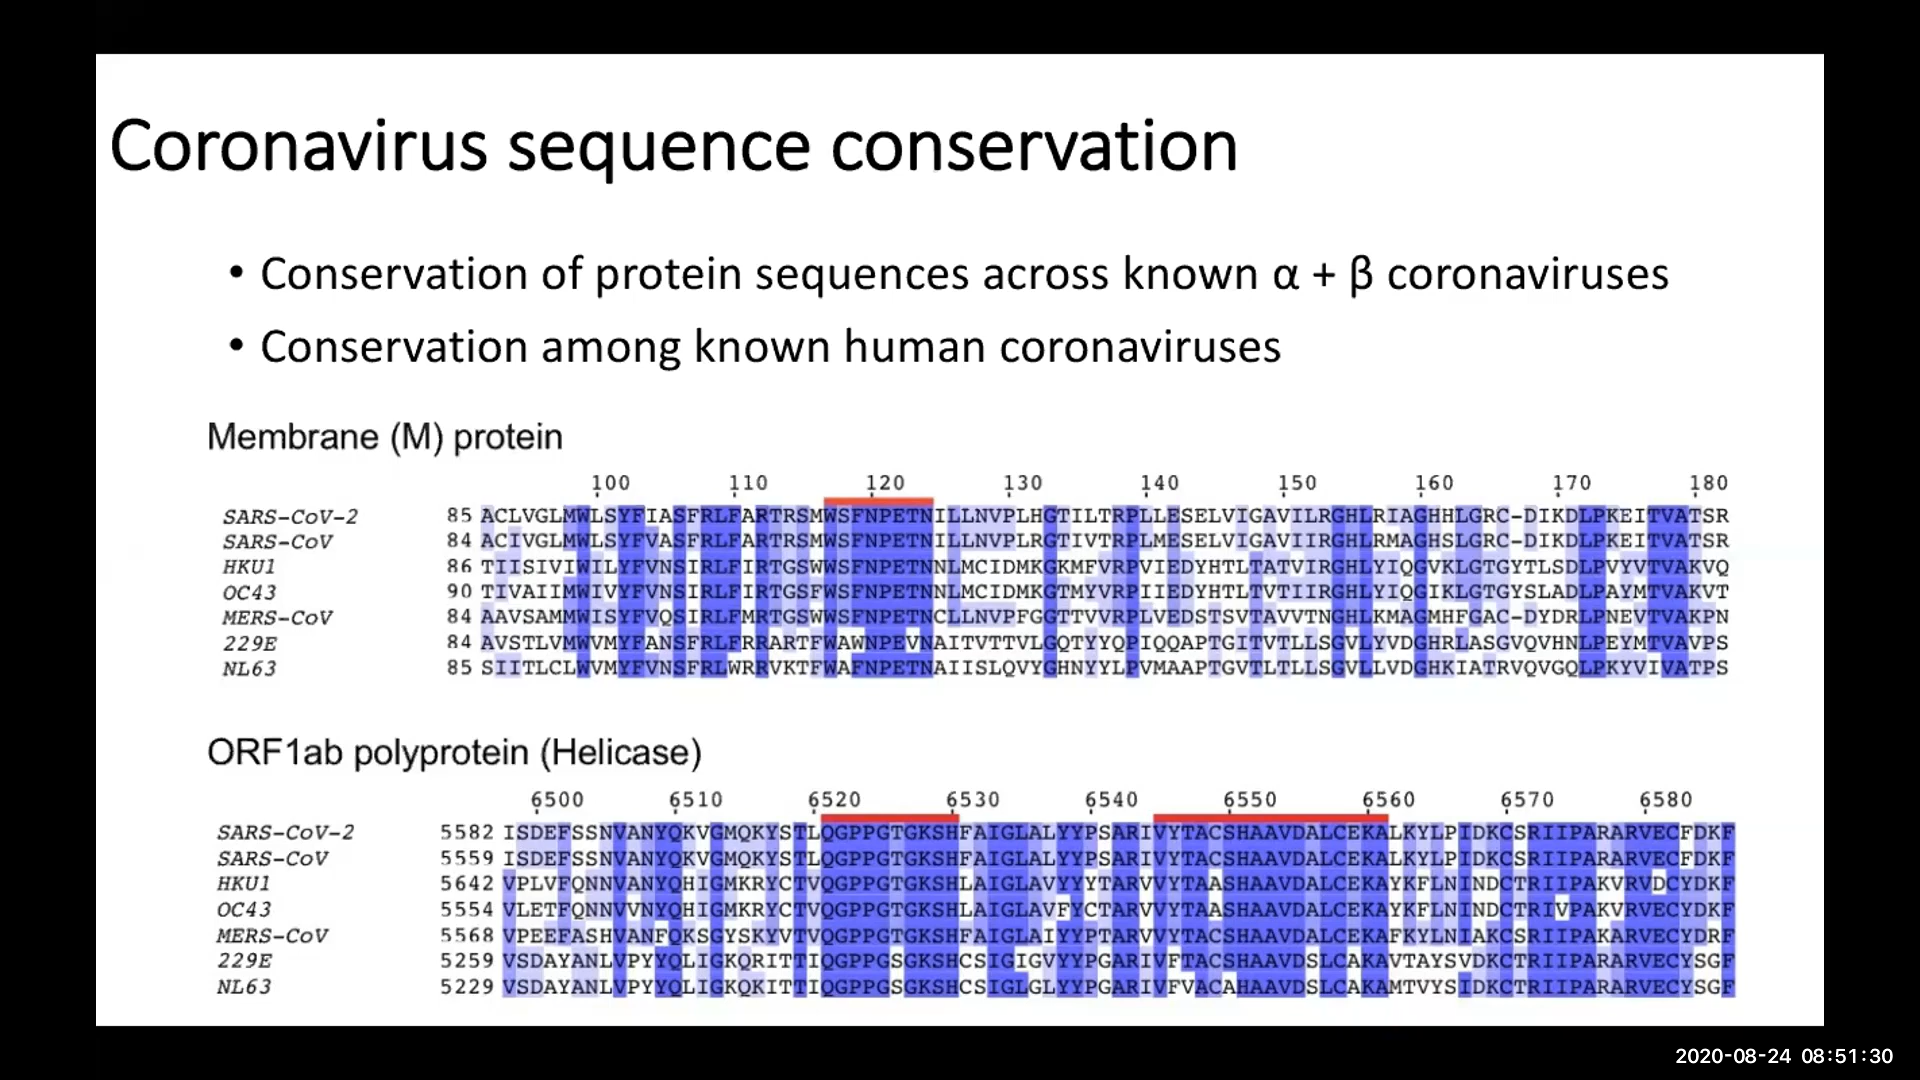 Coronavirus sequence conservation
• Conservation of protein sequences across known α + β coronaviruses
• Conservation among known human coronaviruses
Membrane (M) protein
100 110 120 130 140 150 160 170 180
SARS-CoV-2 85 ACLVGLMWLSYFIASFRLFARTRSMWSFNPETNILLNVPLHGTILTRPLLESELVIGAVILRGHLRIAGHHLGRC-DIKDLPKEITVATSR
SARS-CoV 84 ACIVGLMWLSYFVASFRLFARTRSMWSFNPETNILLNVPLRGTIVTRPLMESELVIGAVIIRGHLRMAGHSLGRC-DIKDLPKEITVATSR
HKU1 86 TIISIVIWILYFVNSIRLFIRTGSWWSFNPETNNLMCIDMKGKMFVRPVIEDYHTLTATVIRGHLYIQGVKLGTGYTLSDLPVYVTVAKVQ
OC43 90 TIVAIIMWIVYFVNSIRLFIRTGSFWSFNPETNNLMCIDMKGTMYVRPIIEDYHTLTVTIIRGHLYIQGIKLGTGYSLADLPAYMTVAKVT
MERS-CoV 84 AAVSAMMWISYFVQSIRLFMRTGSWWSFNPETNCLLNVPFGGTTVVRPLVEDSTSVTAVVTNGHLKMAGMHFGAC-DYDRLPNEVTVAKPN
229E 84 AVSTLVMWVMYFANSFRLFRRARTFWAWNPEVNAITVTTVLGQTYYQPIQQAPTGITVTLLSGVLYVDGHRLASGVQVHNLPEYMTVAVPS
NL63 85 SIITLCLWVMYFVNSFRLWRRVKTFWAFNPETNAIISLQVYGHNYYLPVMAAPTGVTLTLLSGVLLVDGHKIATRVQVGQLPKYVIVATPS
ORF1ab polyprotein (Helicase)
6500 6510 6520 6530 6540 6550 6560 6570 6580
SARS-CoV-2 5582 ISDEFSSNVANYQKVGMQKYSTLQGPPGTGKSHFAIGLALYYPSARIVYTACSHAAVDALCEKALKYLPIDKCSRIIPARARVECFDKF
SARS-CoV 5559 ISDEFSSNVANYQKVGMQKYSTLQGPPGTGKSHFAIGLALYYPSARIVYTACSHAAVDALCEKALKYLPIDKCSRIIPARARVECFDKF
HKU1 5642 VPLVFQNNVANYQHIGMKRYCTVQGPPGTGKSHLAIGLAVYYYTARVVYTAASHAAVDALCEKAYKFLNINDCTRIIPAKVRVDCYDKF
OC43 5554 VLETFQNNVVNYQHIGMKRYCTVQGPPGTGKSHLAIGLAVFYCTARVVYTAASHAAVDALCEKAYKFLNINDCTRIVPAKVRVECYDKF
MERS-CoV 5568 VPEEFASHVANFQKSGYSKYVTVQGPPGTGKSHFAIGLAIYYPTARVVYTACSHAAVDALCEKAFKYLNIAKCSRIIPAKARVECYDRF
229E 5259 VSDAYANLVPYYQLIGKQRITTIQGPPGSGKSHCSIGIGVYYPGARIVFTACSHAAVDSLCAKAVTAYSVDKCTRIIPARARVECYSGF
NL63 5229 VSDAYANLVPYYQLIGKQKITTIQGPPGSGKSHCSIGLGLYYPGARIVFVACAHAAVDSLCAKAMTVYSIDKCTRIIPARARVECYSGF
2020-08-24 08:51:30